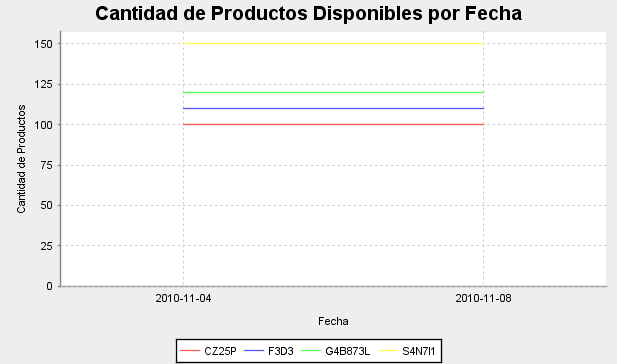 Cantidad de Productos Disponibles por Fecha
150
125
100
75
50
25
0
Cantidad de Productos
2010-11-04 2010-11-08
Fecha
CZ25P F3D3 G4B873L S4N7I1